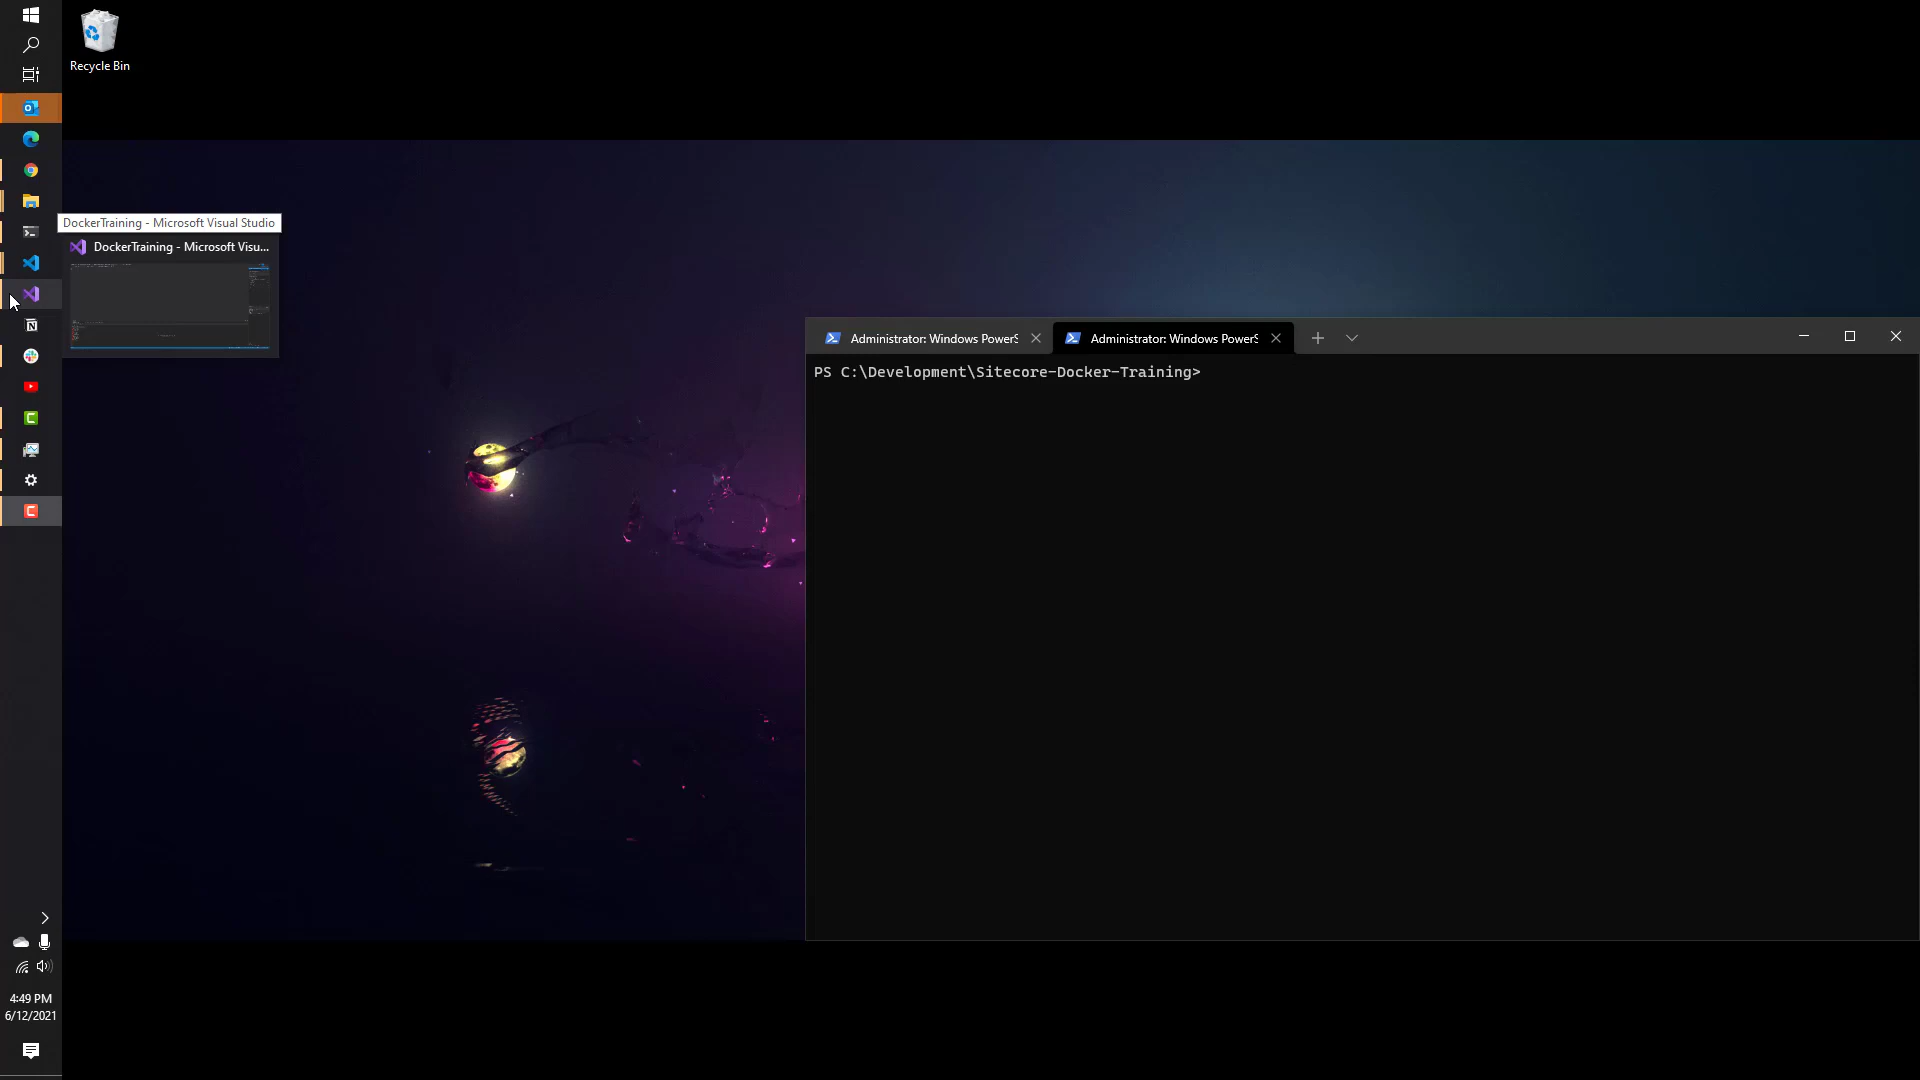 Recycle Bin
DockerTraining - Microsoft Visual Studio
DockerTraining - Microsoft Visu...
Administrator: Windows PowerS
Administrator: Windows PowerS
PS C:\Development\Sitecore-Docker-Training>
4:49 PM
6/12/2021